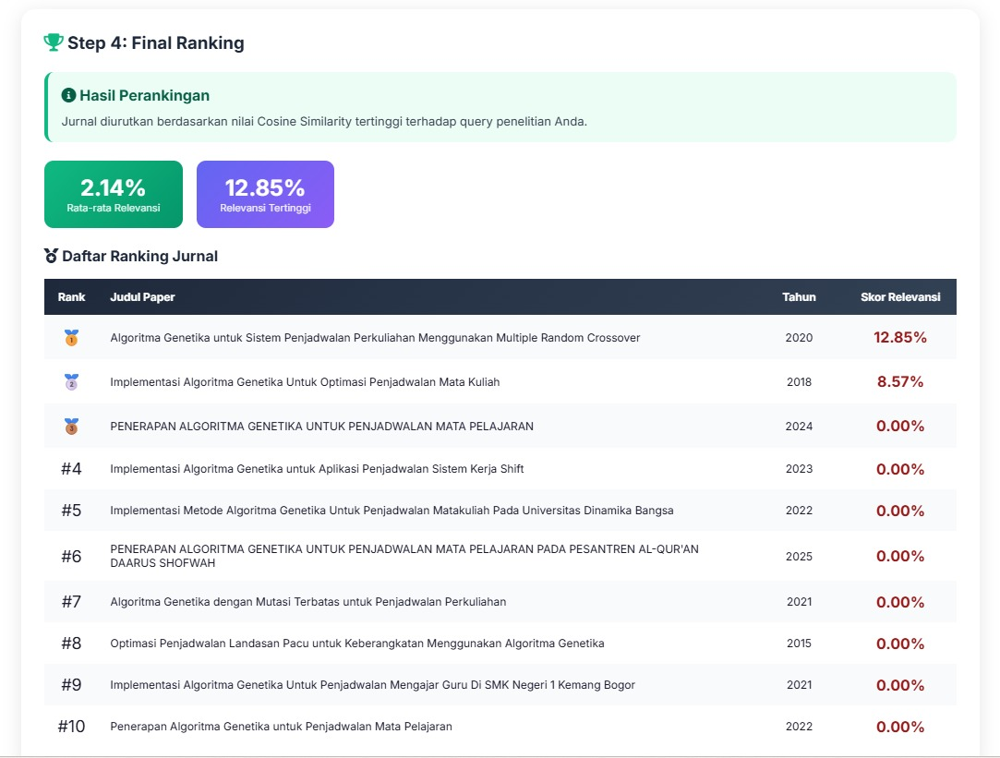 Step 4: Final Ranking
Hasil Perankingan
Jurnal diurutkan berdasarkan nilai Cosine Similarity tertinggi terhadap query penelitian Anda.
2.14%
Rata-rata Relevansi
12.85%
Relevansi Tertinggi
Daftar Ranking Jurnal
Rank Judul Paper Tahun Skor Relevansi
1 Algoritma Genetika untuk Sistem Penjadwalan Perkuliahan Menggunakan Multiple Random Crossover 2020 12.85%
2 Implementasi Algoritma Genetika Untuk Optimasi Penjadwalan Mata Kuliah 2018 8.57%
3 PENERAPAN ALGORITMA GENETIKA UNTUK PENJADWALAN MATA PELAJARAN 2024 0.00%
#4 Implementasi Algoritma Genetika untuk Aplikasi Penjadwalan Sistem Kerja Shift 2023 0.00%
#5 Implementasi Metode Algoritma Genetika Untuk Penjadwalan Matakuliah Pada Universitas Dinamika Bangsa 2022 0.00%
#6 PENERAPAN ALGORITMA GENETIKA UNTUK PENJADWALAN MATA PELAJARAN PADA PESANTREN AL-QUR'AN
DAARUS SHOFWAH 2025 0.00%
#7 Algoritma Genetika dengan Mutasi Terbatas untuk Penjadwalan Perkuliahan 2021 0.00%
#8 Optimasi Penjadwalan Landasan Pacu untuk Keberangkatan Menggunakan Algoritma Genetika 2015 0.00%
#9 Implementasi Algoritma Genetika Untuk Penjadwalan Mengajar Guru Di SMK Negeri 1 Kemang Bogor 2021 0.00%
#10 Penerapan Algoritma Genetika untuk Penjadwalan Mata Pelajaran 2022 0.00%